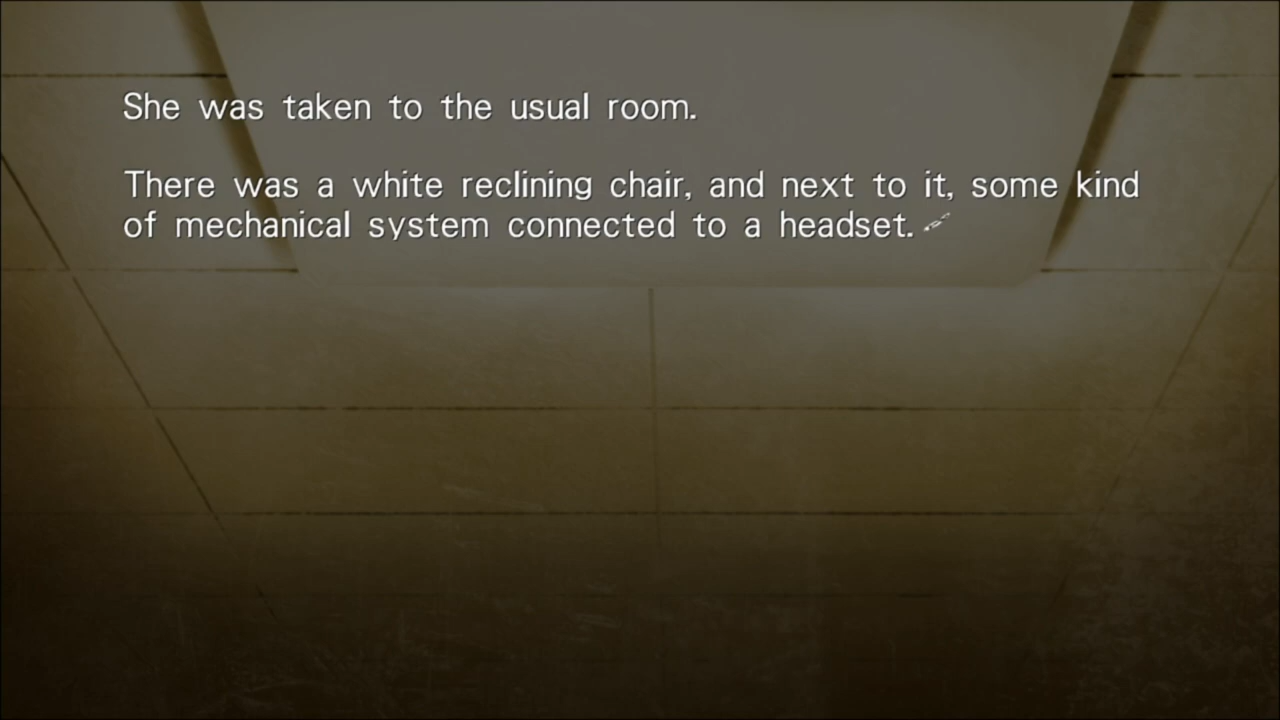 She was taken to the usual room.
There was a white reclining chair, and next to it, some kind
of mechanical system connected to a headset.